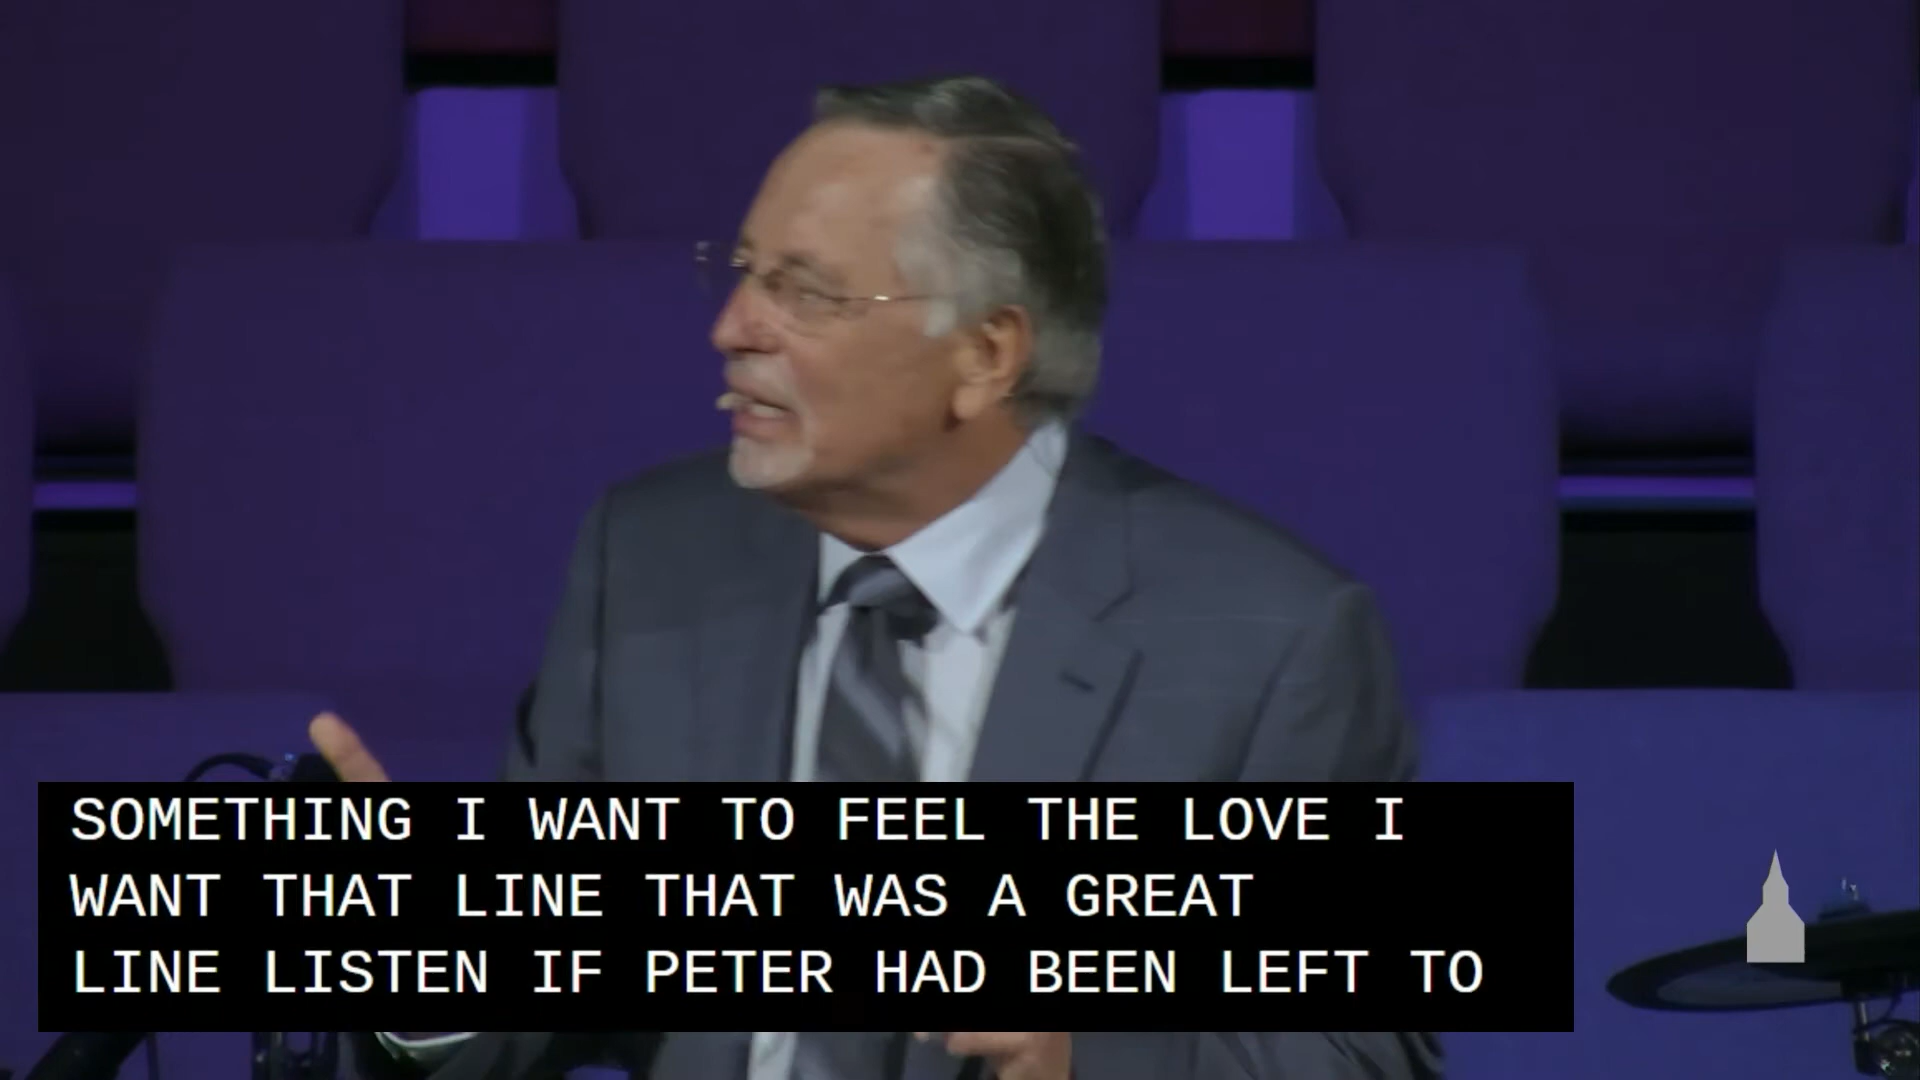 SOMETHING I WANT TO FEEL THE LOVE I
WANT THAT LINE THAT WAS A GREAT
LINE LISTEN IF PETER HAD BEEN LEFT TO